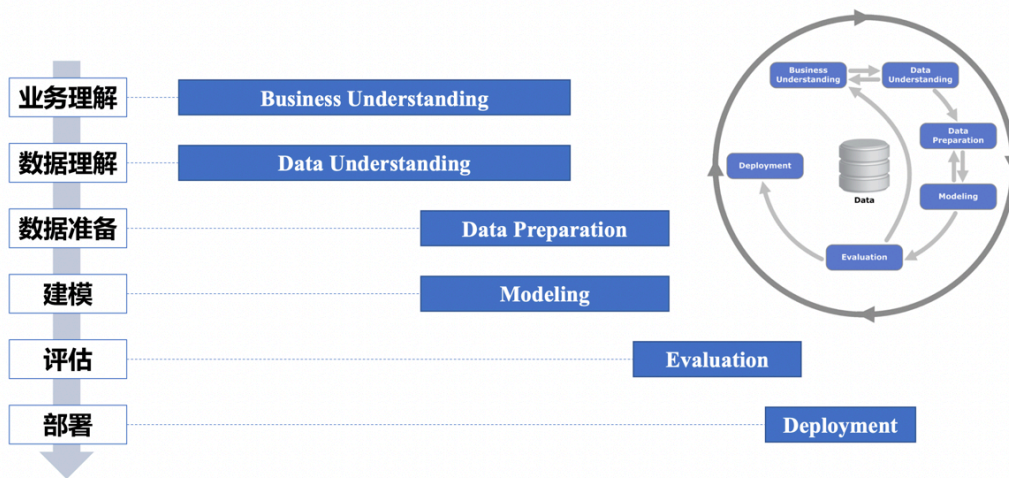 业务理解
Business Understanding
数据理解
Data Understanding
数据准备
Data Preparation
建模
Modeling
评估
Evaluation
部署
Deployment
Business
Understanding
Data
Understanding
Data
Preparation
Modeling
Evaluation
Deployment
Data